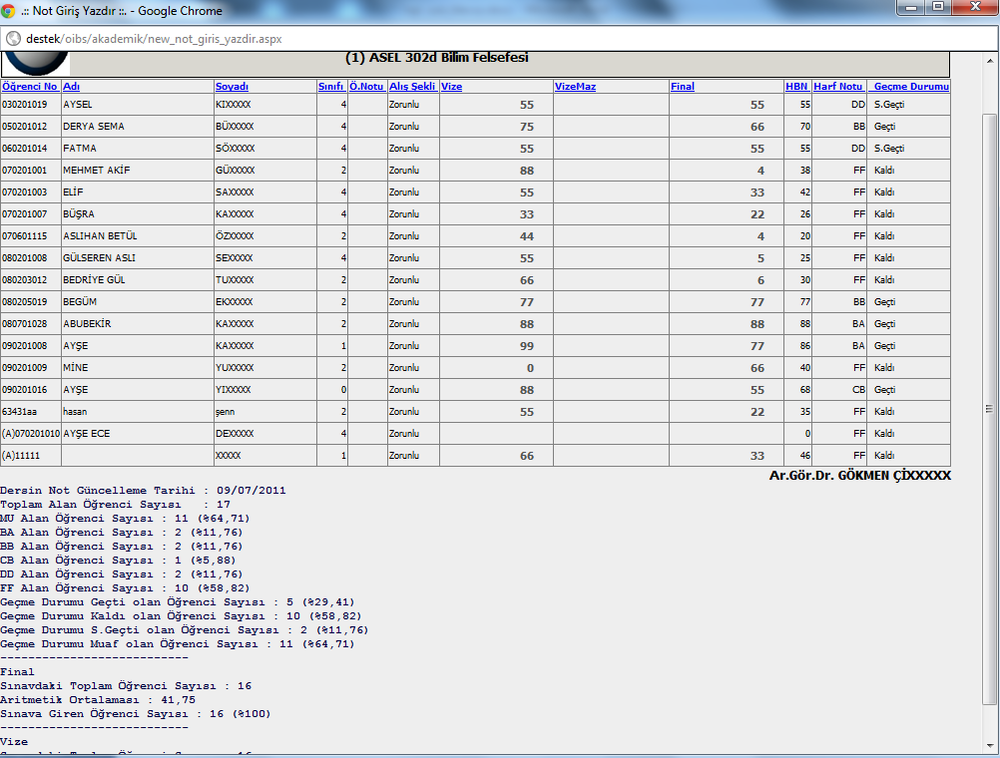 .:: Not Giriş Yazdır ::. - Google Chrome
destek/oibs/akademik/new_not_giris_yazdir.aspx
(1) ASEL 302d Bilim Felsefesi
Öğrenci No Adı Soyadı Sınıfı Ö.Notu Alış Şekli Vize VizeMaz Final HBN Harf Notu Geçme Durumu
030201019 AYSEL KIXXXXX 4 Zorunlu 55 55 55 DD S.Geçti
050201012 DERYA SEMA BÜXXXXX 4 Zorunlu 75 66 70 BB Geçti
060201014 FATMA SÖXXXXX 4 Zorunlu 55 55 55 DD S.Geçti
070201001 MEHMET AKİF GÜXXXXX 2 Zorunlu 88 4 38 FF Kaldı
070201003 ELİF SAXXXXX 4 Zorunlu 55 33 42 FF Kaldı
070201007 BÜŞRA KAXXXXX 4 Zorunlu 33 22 26 FF Kaldı
070601115 ASLIHAN BETÜL ÖZXXXXX 2 Zorunlu 44 4 20 FF Kaldı
080201008 GÜLSEREN ASLI SEXXXXX 4 Zorunlu 55 5 25 FF Kaldı
080203012 BEDRİYE GÜL TUXXXXX 2 Zorunlu 66 6 30 FF Kaldı
080205019 BEGÜM EKXXXXX 2 Zorunlu 77 77 77 BB Geçti
080701028 ABUBEKİR KAXXXXX 2 Zorunlu 88 88 88 BA Geçti
090201008 AYŞE KAXXXXX 1 Zorunlu 99 77 86 BA Geçti
090201009 MİNE YUXXXXX 2 Zorunlu 0 66 40 FF Kaldı
090201016 AYŞE YIXXXXX 0 Zorunlu 88 55 68 CB Geçti
63431aa hasan şenn 2 Zorunlu 55 22 35 FF Kaldı
(A)070201010 AYŞE ECE DEXXXXX 4 Zorunlu 0 FF Kaldı
(A)11111 XXXXX 1 Zorunlu 66 33 46 FF Kaldı
Ar.Gör.Dr. GÖKMEN ÇİXXXXX
Dersin Not Güncelleme Tarihi : 09/07/2011
Toplam Alan Öğrenci Sayısı : 17
MU Alan Öğrenci Sayısı : 11 (%64,71)
BA Alan Öğrenci Sayısı : 2 (%11,76)
BB Alan Öğrenci Sayısı : 2 (%11,76)
CB Alan Öğrenci Sayısı : 1 (%5,88)
DD Alan Öğrenci Sayısı : 2 (%11,76)
FF Alan Öğrenci Sayısı : 10 (%58,82)
Geçme Durumu Geçti olan Öğrenci Sayısı : 5 (%29,41)
Geçme Durumu Kaldı olan Öğrenci Sayısı : 10 (%58,82)
Geçme Durumu S.Geçti olan Öğrenci Sayısı : 2 (%11,76)
Geçme Durumu Muaf olan Öğrenci Sayısı : 11 (%64,71)
---------------------------
Final
Sınavdaki Toplam Öğrenci Sayısı : 16
Aritmetik Ortalaması : 41,75
Sınava Giren Öğrenci Sayısı : 16 (%100)
---------------------------
Vize